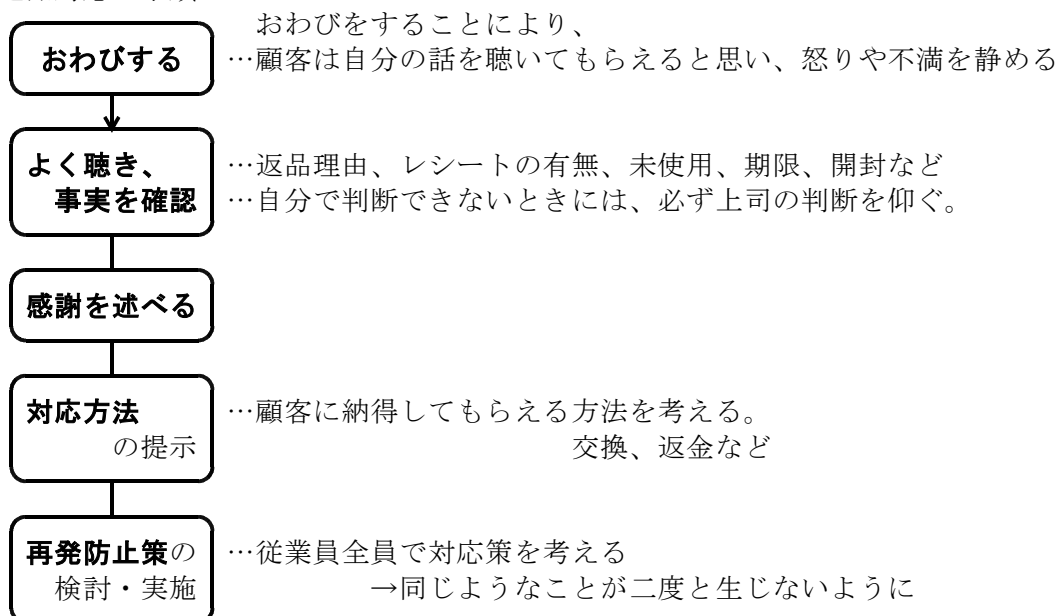 おわびする
おわびをすることにより、
…顧客は自分の話を聴いてもらえると思い、怒りや不満を静める
よく聴き、
事実を確認
…返品理由、レシートの有無、未使用、期限、開封など
…自分で判断できないときには、必ず上司の判断を仰ぐ。
感謝を述べる
対応方法
の提示
…顧客に納得してもらえる方法を考える。
交換、返金など
再発防止策の
検討・実施
…従業員全員で対応策を考える
→同じようなことが二度と生じないように